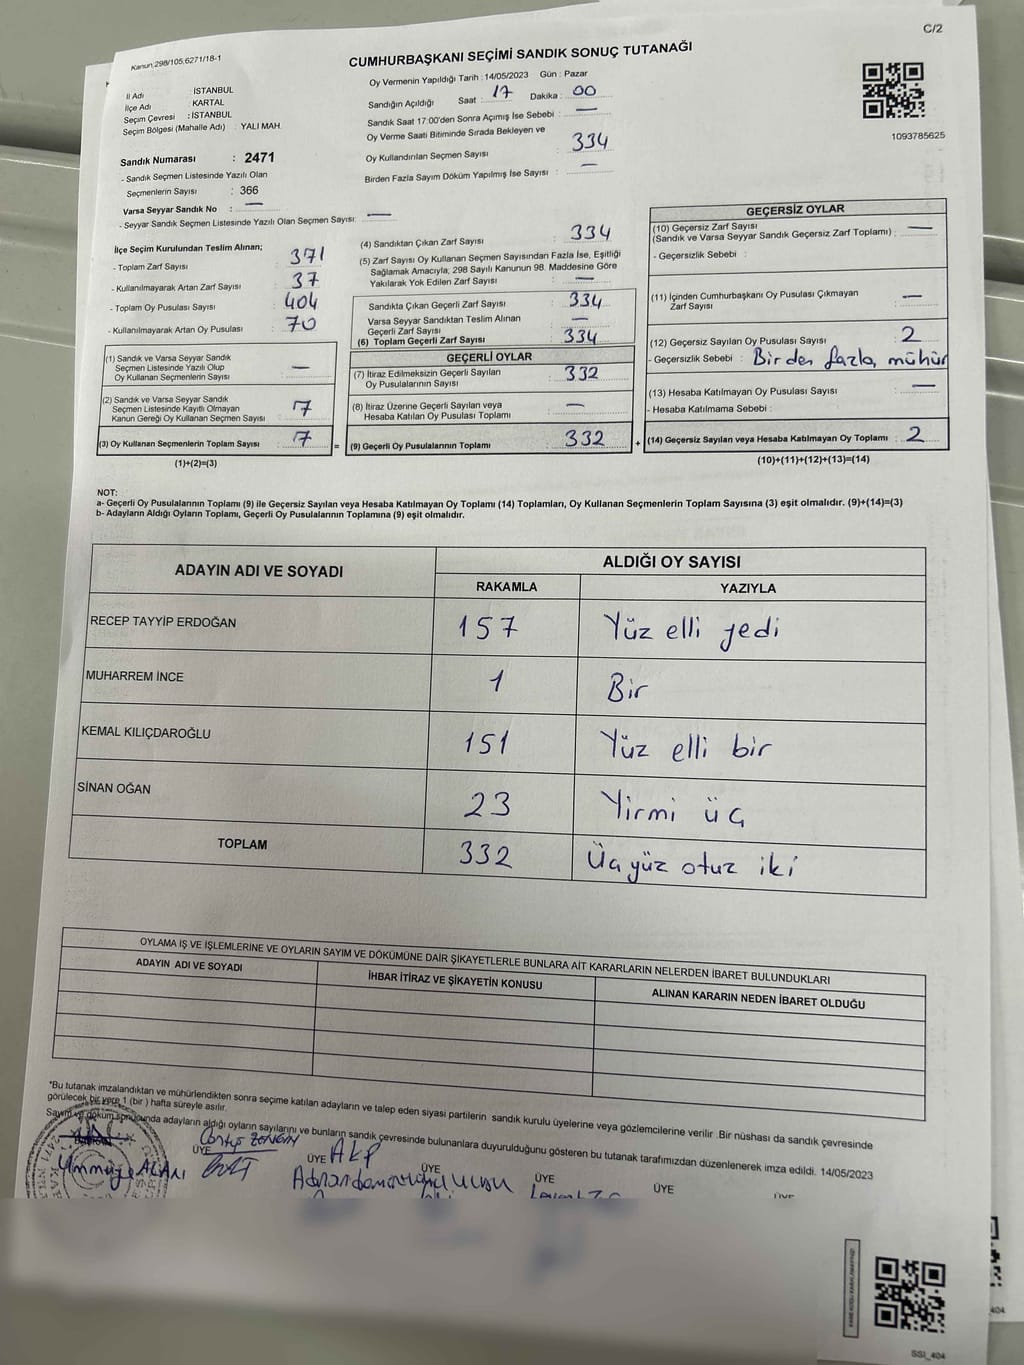 C/2
Kanun:298/105,6271/18-1
CUMHURBAŞKANI SEÇİMİ SANDIK SONUÇ TUTANAĞI
İl Adı : İSTANBUL
İlçe Adı : KARTAL
Seçim Çevresi : İSTANBUL
Seçim Bölgesi (Mahalle Adı) : YALI MAH.
Sandık Numarası : 2471
- Sandık Seçmen Listesinde Yazılı Olan
Seçmenlerin Sayısı : 366
Varsa Seyyar Sandık No : —
- Seyyar Sandık Seçmen Listesinde Yazılı Olan Seçmen Sayısı: —
Oy Vermenin Yapıldığı Tarih : 14/05/2023 Gün : Pazar
Sandığın Açıldığı Saat : 17 Dakika : 00
Sandık Saat 17:00'den Sonra Açımış İse Sebebi : —
Oy Verme Saati Bitiminde Sırada Bekleyen ve
Oy Kullandırılan Seçmen Sayısı : 334
Birden Fazla Sayım Döküm Yapılmış İse Sayısı : —
1093785625
İlçe Seçim Kurulundan Teslim Alınan;
- Toplam Zarf Sayısı : 371
- Kullanılmayarak Artan Zarf Sayısı : 37
- Toplam Oy Pusulası Sayısı : 404
- Kullanılmayarak Artan Oy Pusulası : 70
(1) Sandık ve Varsa Seyyar Sandık
Seçmen Listesinde Yazılı Olup
Oy Kullanan Seçmenlerin Sayısı : —
(2) Sandık ve Varsa Seyyar Sandık
Seçmen Listesinde Kayıtlı Olmayan
Kanun Gereği Oy Kullanan Seçmen Sayısı : 7
(3) Oy Kullanan Seçmenlerin Toplam Sayısı : 7 =
(1)+(2)=(3)
(4) Sandıktan Çıkan Zarf Sayısı : 334
(5) Zarf Sayısı Oy Kullanan Seçmen Sayısından Fazla İse, Eşitliği
Sağlamak Amacıyla; 298 Sayılı Kanunun 98. Maddesine Göre
Yakılarak Yok Edilen Zarf Sayısı : —
Sandıkta Çıkan Geçerli Zarf Sayısı : 334
Varsa Seyyar Sandıktan Teslim Alınan
Geçerli Zarf Sayısı : —
(6) Toplam Geçerli Zarf Sayısı : 334
GEÇERLİ OYLAR
(7) İtiraz Edilmeksizin Geçerli Sayılan
Oy Pusulalarının Sayısı : 332
(8) İtiraz Üzerine Geçerli Sayılan veya
Hesaba Katılan Oy Pusulası Toplamı : —
(9) Geçerli Oy Pusulalarının Toplamı : 332 +
GEÇERSİZ OYLAR
(10) Geçersiz Zarf Sayısı
(Sandık ve Varsa Seyyar Sandık Geçersiz Zarf Toplamı) : —
- Geçersizlik Sebebi :
(11) İçinden Cumhurbaşkanı Oy Pusulası Çıkmayan
Zarf Sayısı : —
(12) Geçersiz Sayılan Oy Pusulası Sayısı : 2
- Geçersizlik Sebebi : Birden fazla, mühür
(13) Hesaba Katılmayan Oy Pusulası Sayısı : —
- Hesaba Katılmama Sebebi :
(14) Geçersiz Sayılan veya Hesaba Katılmayan Oy Toplamı : 2
(10)+(11)+(12)+(13)=(14)
NOT:
a- Geçerli Oy Pusulalarının Toplamı (9) ile Geçersiz Sayılan veya Hesaba Katılmayan Oy Toplamı (14) Toplamları, Oy Kullanan Seçmenlerin Toplam Sayısına (3) eşit olmalıdır. (9)+(14)=(3)
b- Adayların Aldığı Oyların Toplamı, Geçerli Oy Pusulalarının Toplamına (9) eşit olmalıdır.
ADAYIN ADI VE SOYADI ALDIĞI OY SAYISI
RAKAMLA YAZIYLA
RECEP TAYYİP ERDOĞAN 157 Yüz elli yedi
MUHARREM İNCE 1 Bir
KEMAL KILIÇDAROĞLU 151 Yüz elli bir
SİNAN OĞAN 23 Yirmi üç
TOPLAM 332 Üçyüz otuz iki
OYLAMA İŞ VE İŞLEMLERİNE VE OYLARIN SAYIM VE DÖKÜMÜNE DAİR ŞİKAYETLERLE BUNLARA AİT KARARLARIN NELERDEN İBARET BULUNDUKLARI
ADAYIN ADI VE SOYADI İHBAR İTİRAZ VE ŞİKAYETİN KONUSU ALINAN KARARIN NEDEN İBARET OLDUĞU
*Bu tutanak imzalandıktan ve mühürlendikten sonra seçime katılan adayların ve talep eden siyasi partilerin sandık kurulu üyelerine veya gözlemcilerine verilir .Bir nüshası da sandık çevresinde
görülecek bir yere 1 (bir ) hafta süreyle asılır.
Sayım ve döküm sonucunda adayların aldığı oyların sayılarını ve bunların sandık çevresinde bulunanlara duyurulduğunu gösteren bu tutanak tarafımızdan düzenlenerek imza edildi. 14/05/2023
ÜYE ÜYE AKP ÜYE ÜYE ÜYE ÜYE
SSI_404